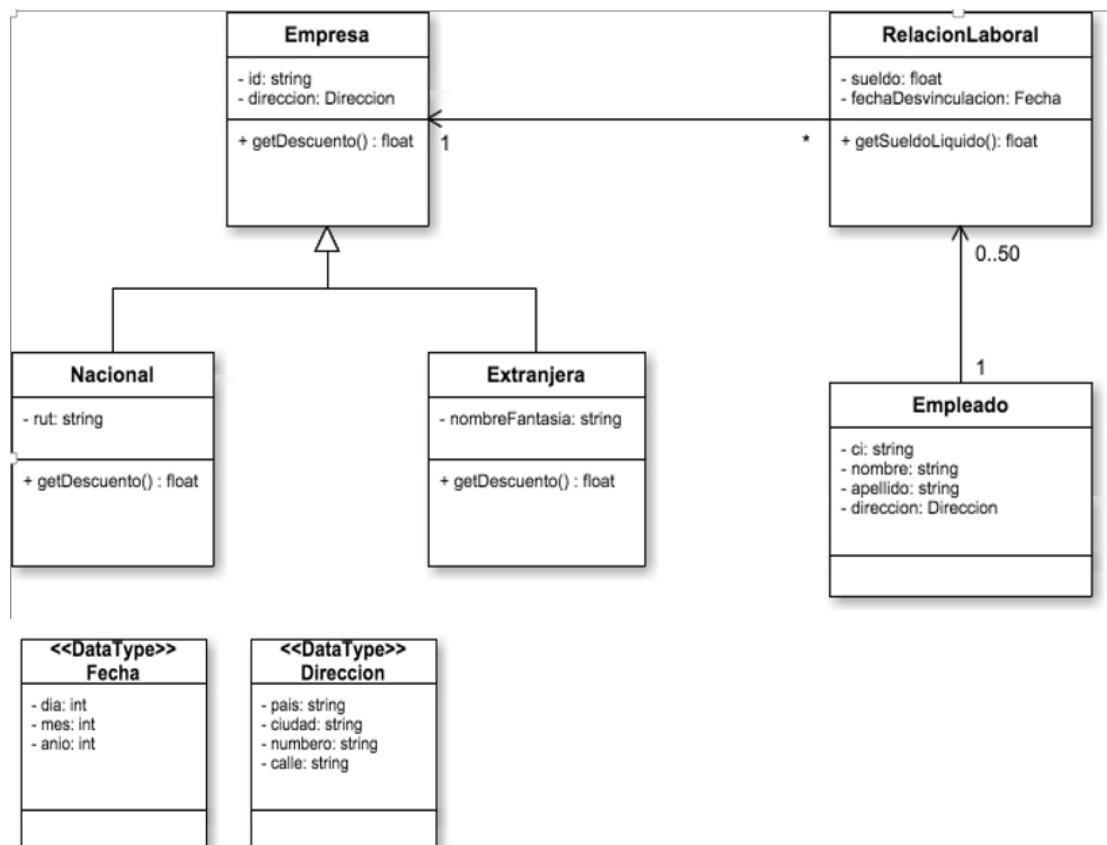 Empresa
- id: string
- direccion: Direccion
+ getDescuento() : float
1
*
RelacionLaboral
- sueldo: float
- fechaDesvinculacion: Fecha
+ getSueldoLiquido(): float
0..50
1
Nacional
- rut: string
+ getDescuento() : float
Extranjera
- nombreFantasia: string
+ getDescuento() : float
Empleado
- ci: string
- nombre: string
- apellido: string
- direccion: Direccion
<<DataType>>
Fecha
- dia: int
- mes: int
- anio: int
<<DataType>>
Direccion
- pais: string
- ciudad: string
- numbero: string
- calle: string